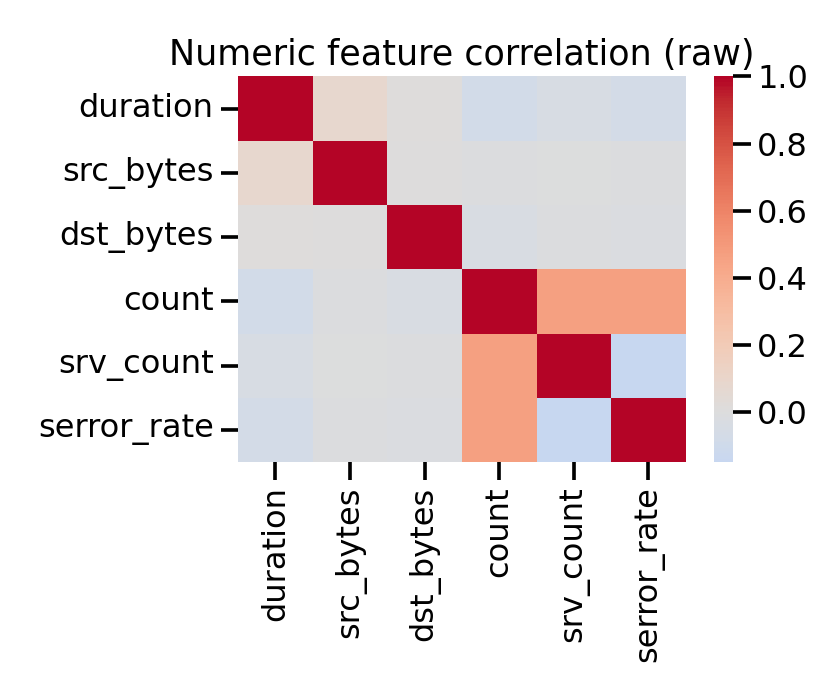 Numeric feature correlation (raw)
duration
src_bytes
dst_bytes
count
srv_count
serror_rate
1.0
0.8
0.6
0.4
0.2
0.0
duration
src_bytes
dst_bytes
count
srv_count
serror_rate